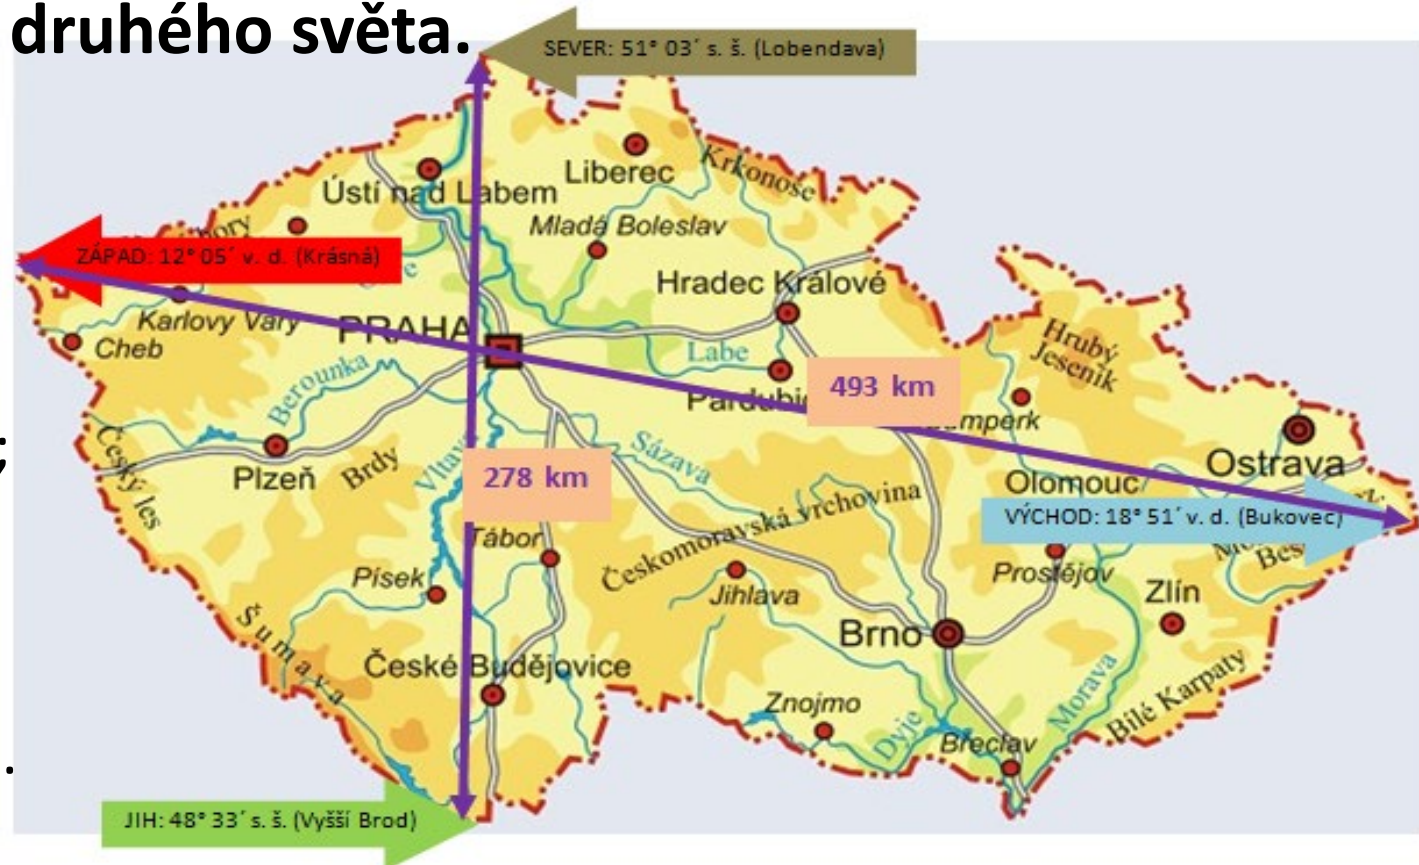 druhého světa.
SEVER: 51° 03´ s. š. (Lobendava)
Liberec
Krkonoše
Ústí nad Labem
Mladá Boleslav
ZÁPAD: 12° 05´ v. d. (Krásná)
Hradec Králové
Karlovy Vary
PRAHA
Cheb
Labe
Hrubý
Jeseník
Berounka
493 km
Ostrava
Český les
Plzeň
Brdy
Sázava
278 km
Olomouc
VÝCHOD: 18° 51´ v. d. (Bukovec)
Českomoravská vrchovina
Tábor
Písek
Jihlava
Prostějov
Zlín
Brno
Šumava
České Budějovice
Znojmo
Dyje
Morava
Bílé Karpaty
Břeclav
JIH: 48° 33´ s. š. (Vyšší Brod)